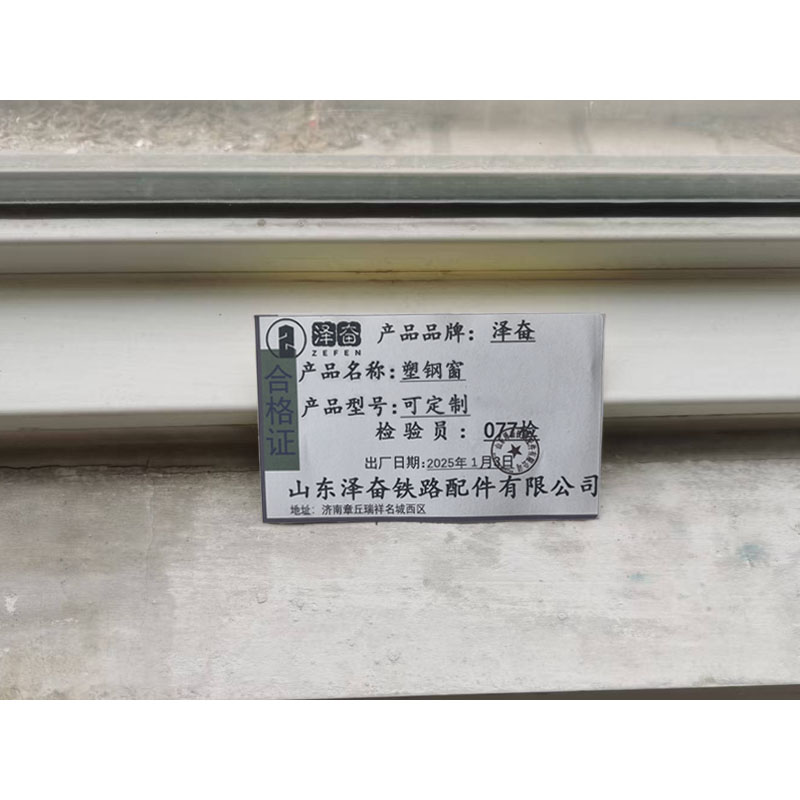 泽奋
ZEFEN
产品品牌：泽奋
合格证
产品名称：塑钢窗
产品型号：可定制
检验员：077检
出厂日期：2025年1月3日
山东泽奋铁路配件有限公司
地址：济南章丘瑞祥名城西区